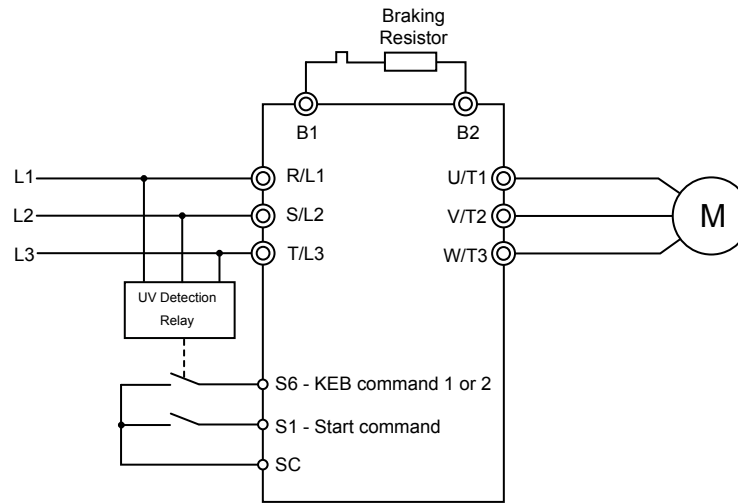 Braking
Resistor
B1
B2
L1
R/L1
U/T1
L2
S/L2
V/T2
M
L3
T/L3
W/T3
UV Detection
Relay
S6 - KEB command 1 or 2
S1 - Start command
SC